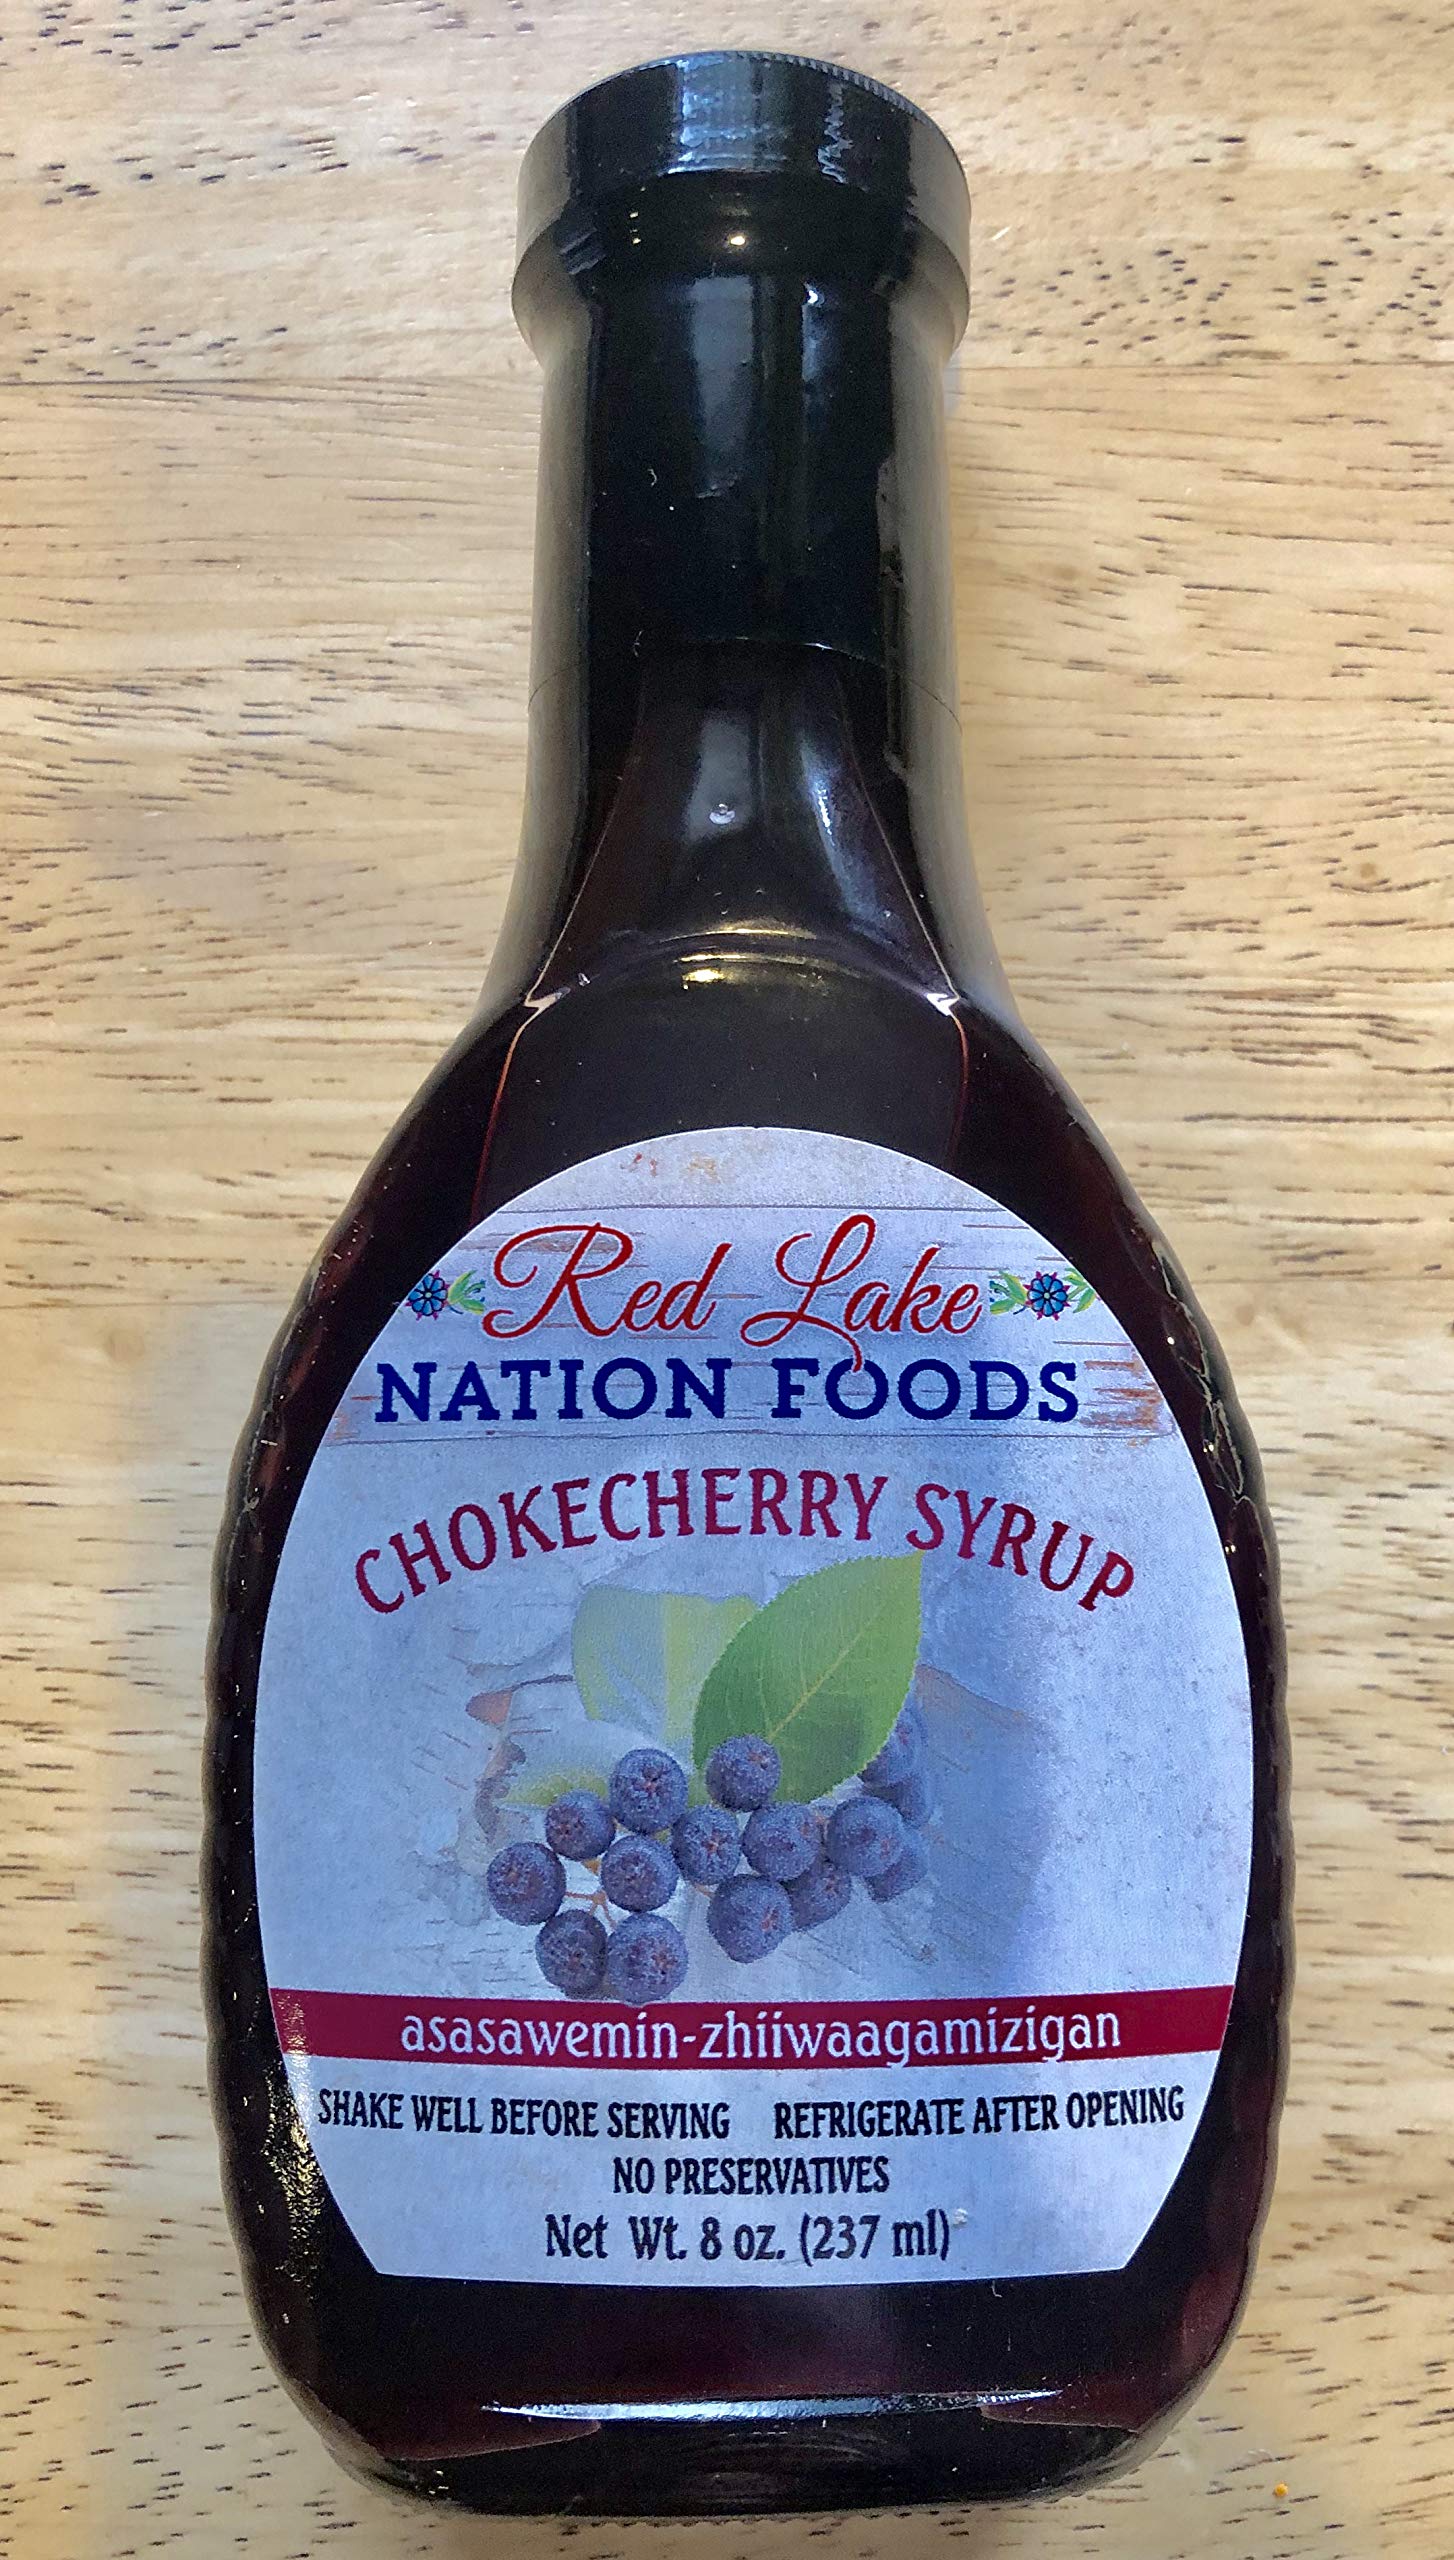 Red Lake
NATION FOODS
CHOKECHERRY SYRUP
asasawemin-zhiiwaagamizigan
SHAKE WELL BEFORE SERVING REFRIGERATE AFTER OPENING
NO PRESERVATIVES
Net Wt. 8 oz. (237 ml)